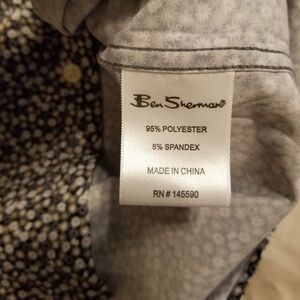 Ben Sherman®
95% POLYESTER
5% SPANDEX
MADE IN CHINA
RN # 145590